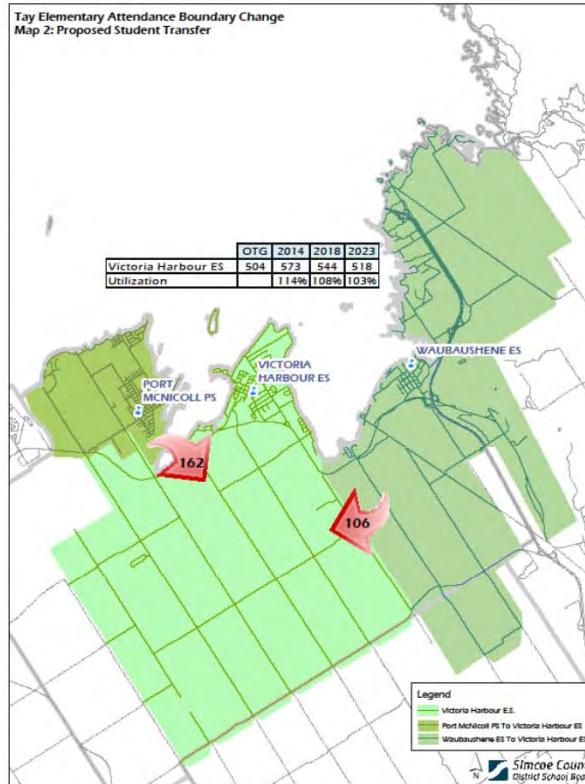 Tay Elementary Attendance Boundary Change
Map 2: Proposed Student Transfer
OTG 2014 2018 2023
Victoria Harbour ES 504 573 544 518
Utilization 114% 108% 103%
WAUBAUSHENE ES
VICTORIA
HARBOUR ES
PORT
MCNICOLL PS
162
106
Legend
Victoria Harbour E.S.
Port McNicoll PS To Victoria Harbour ES
Waubaushene ES To Victoria Harbour ES
N
Simcoe Coun
District School Boa